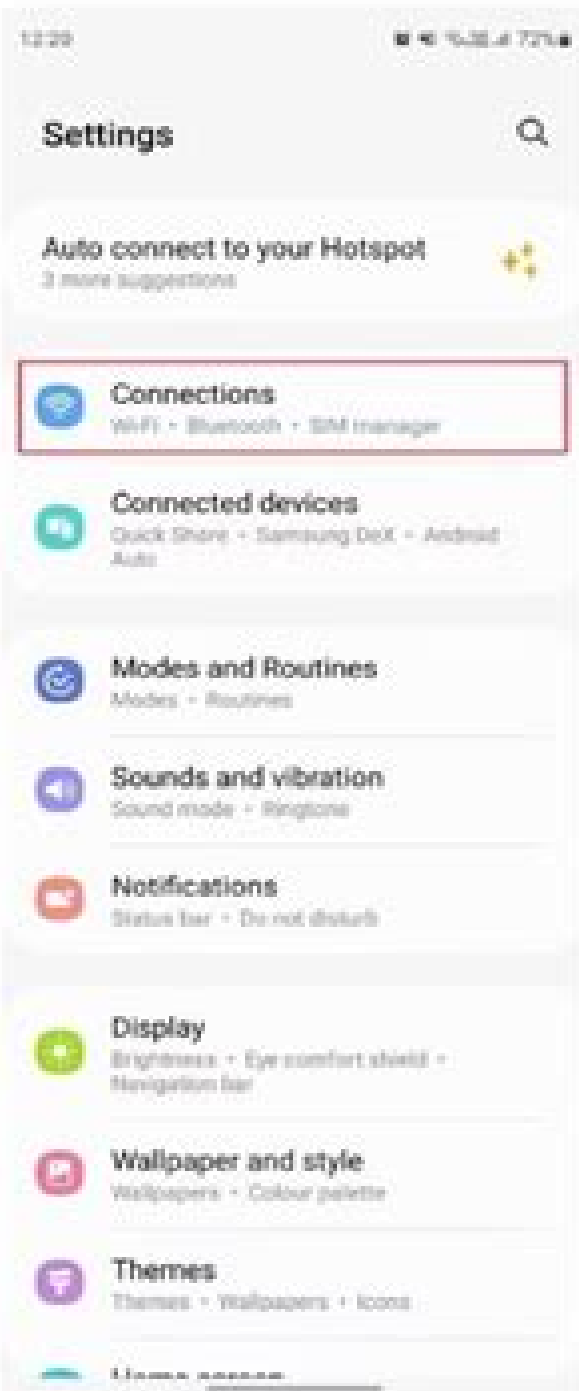 12:20
72%
Settings
Auto connect to your Hotspot
3 more suggestions
Connections
Wi-Fi • Bluetooth • SIM manager
Connected devices
Quick Share • Samsung DeX • Android
Auto
Modes and Routines
Modes • Routines
Sounds and vibration
Sound mode • Ringtone
Notifications
Status bar • Do not disturb
Display
Brightness • Eye comfort shield •
Navigation bar
Wallpaper and style
Wallpapers • Colour palette
Themes
Themes • Wallpapers • Icons